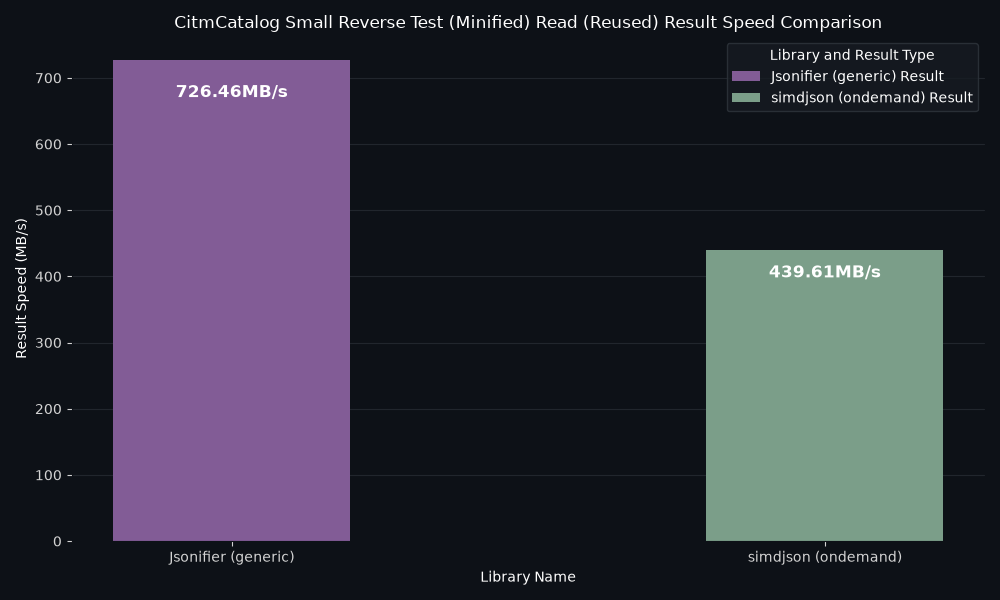 CitmCatalog Small Reverse Test (Minified) Read (Reused) Result Speed Comparison
Library and Result Type
Jsonifier (generic) Result
simdjson (ondemand) Result
726.46MB/s
439.61MB/s
Result Speed (MB/s)
700
600
500
400
300
200
100
0
Jsonifier (generic)
simdjson (ondemand)
Library Name